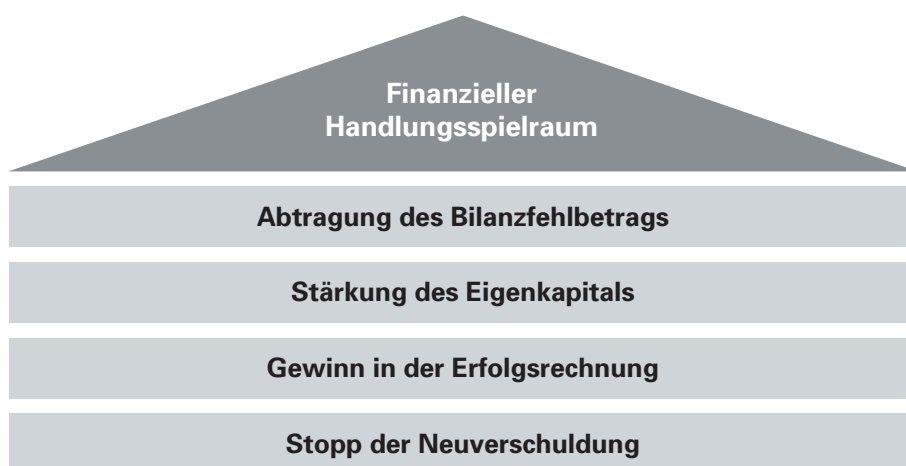 Finanzieller
Handlungsspielraum
Abtragung des Bilanzfehlbetrags
Stärkung des Eigenkapitals
Gewinn in der Erfolgsrechnung
Stopp der Neuverschuldung